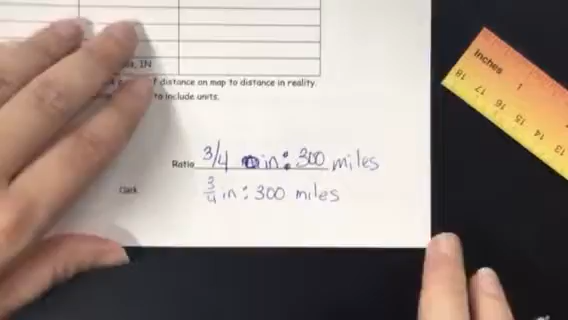 IN
f distance on map to distance in reality.
to include units.
Ratio 3/4 in: 300 miles
3/4 in: 300 miles
Clark
Inches 1
18 17 16 15 14 13